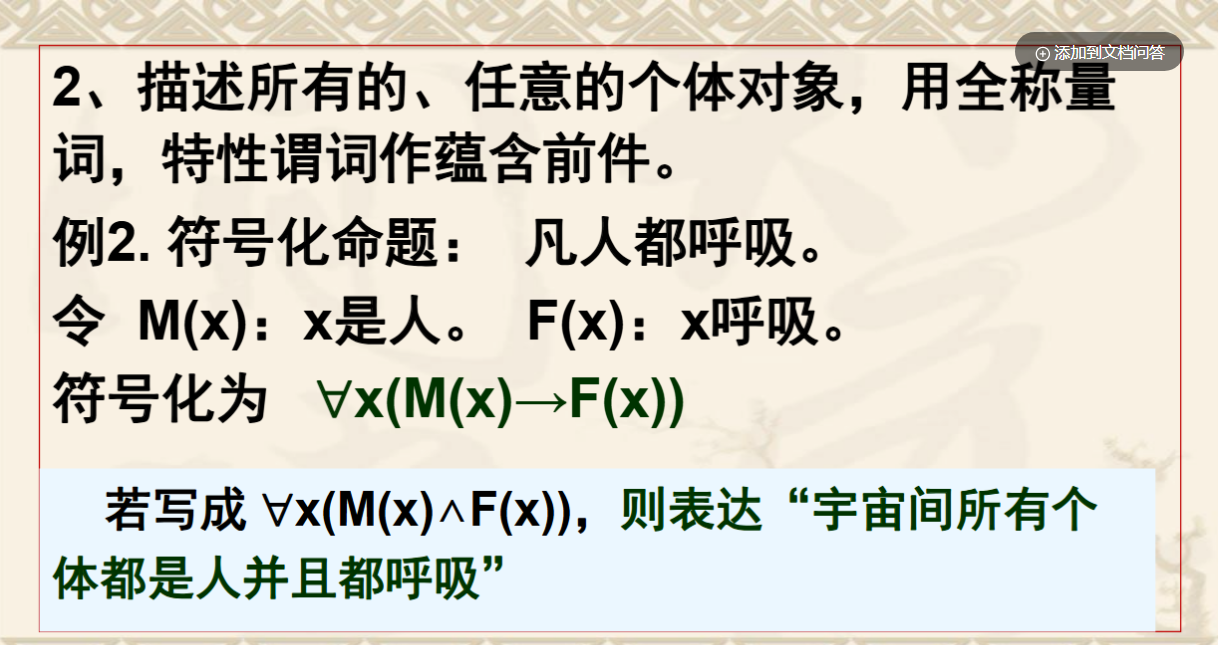 添加到文档问答
2、描述所有的、任意的个体对象，用全称量
词，特性谓词作蕴含前件。
例2. 符号化命题： 凡人都呼吸。
令 M(x)：x是人。 F(x)：x呼吸。
符号化为 ∀x(M(x)→F(x))
若写成 ∀x(M(x)∧F(x))，则表达“宇宙间所有个
体都是人并且都呼吸”